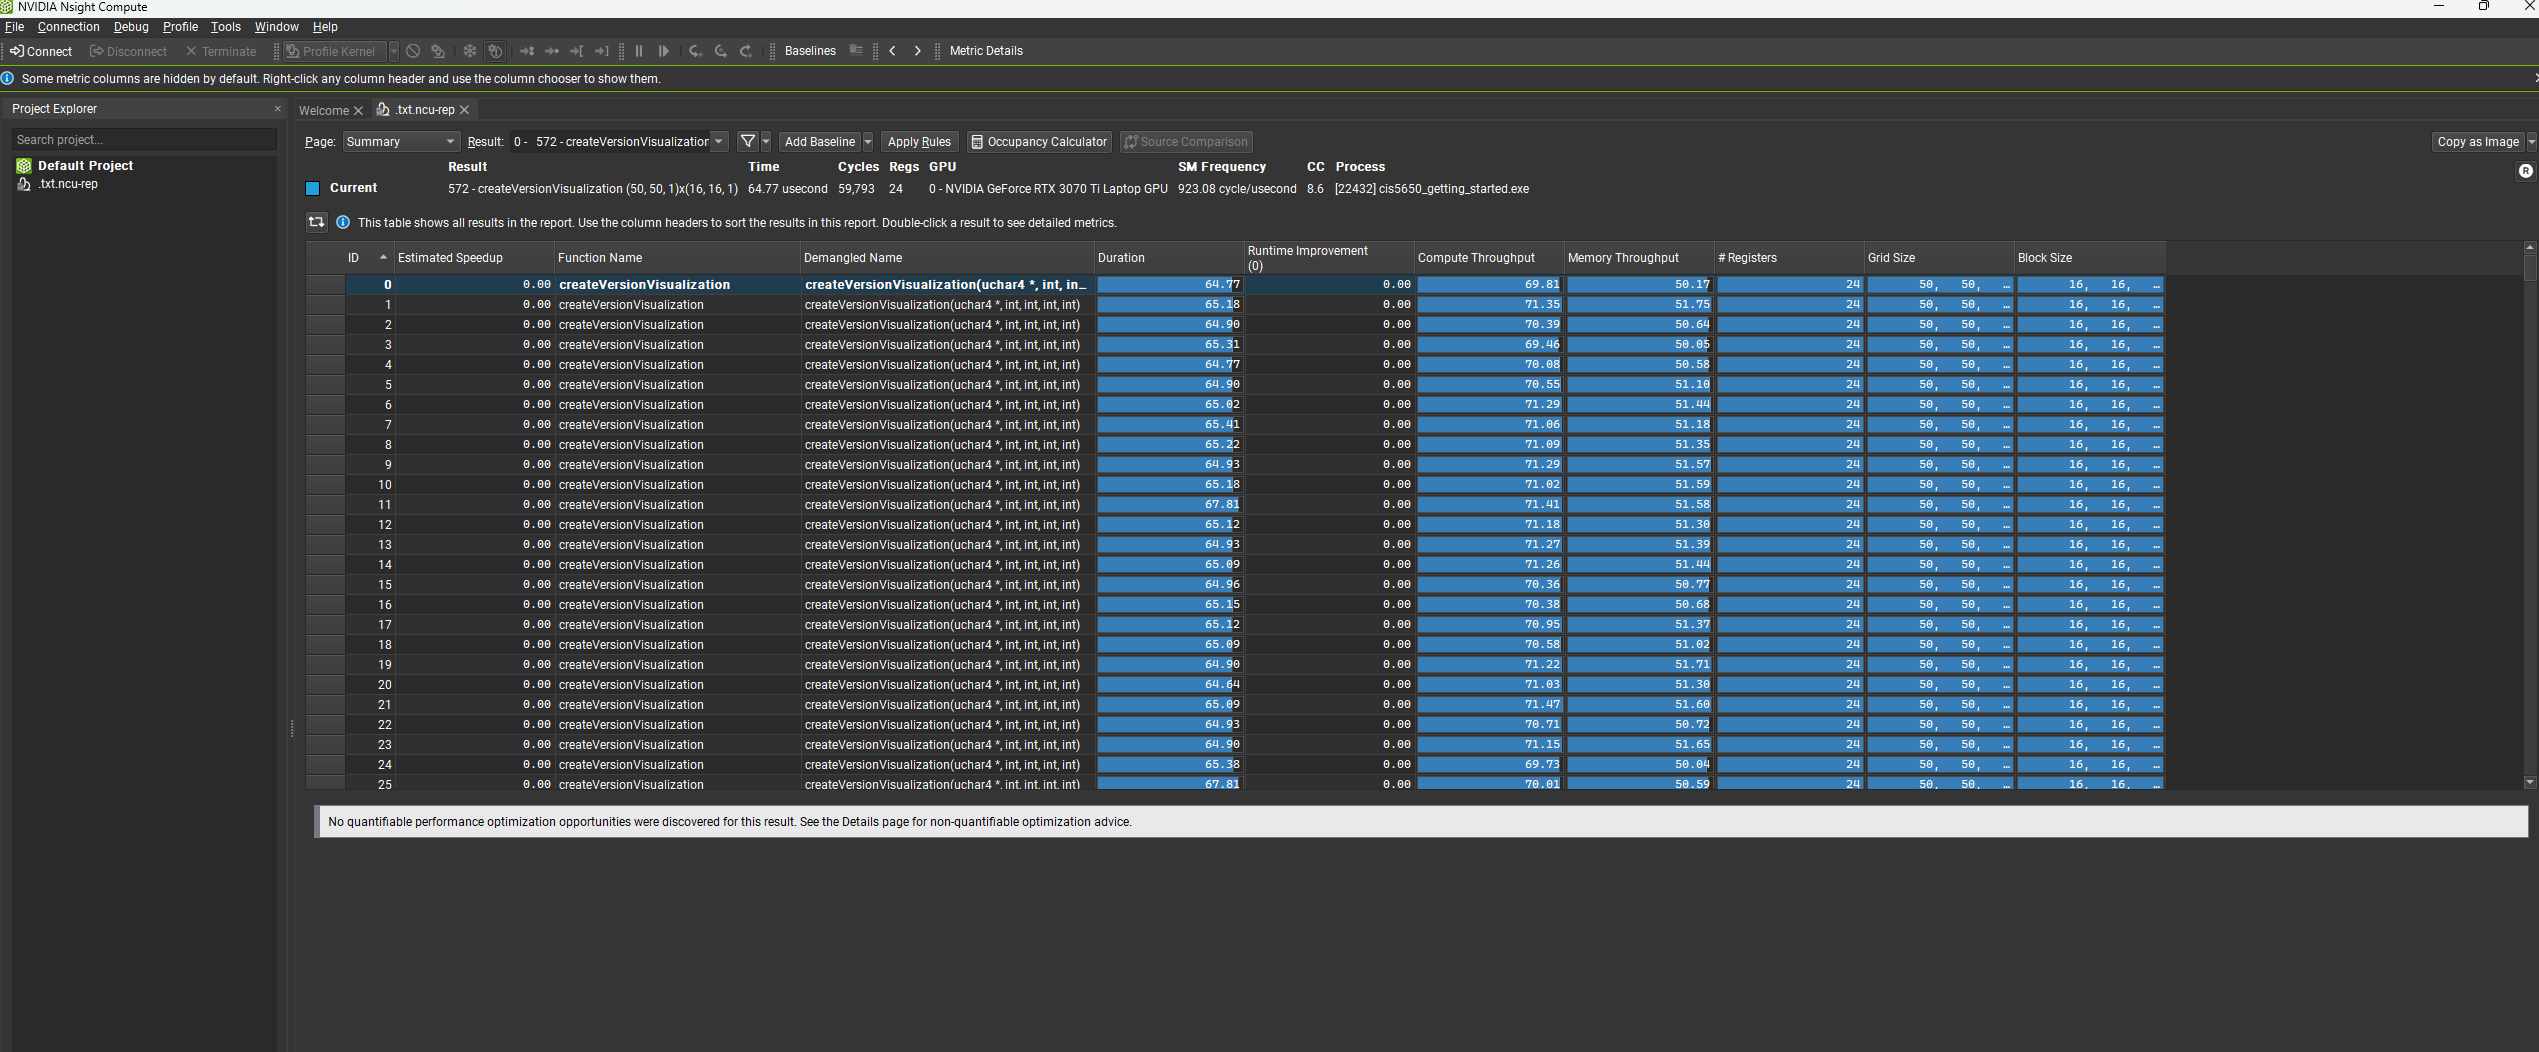 NVIDIA Nsight Compute
File Connection Debug Profile Tools Window Help
Connect Disconnect Terminate Profile Kernel Baselines Metric Details
Some metric columns are hidden by default. Right-click any column header and use the column chooser to show them.
Project Explorer
Search project...
Default Project
.txt.ncu-rep
Welcome .txt.ncu-rep
Page: Summary Result: 0 - 572 - createVersionVisualization Add Baseline Apply Rules Occupancy Calculator Source Comparison Copy as Image
Result Time Cycles Regs GPU SM Frequency CC Process
Current 572 - createVersionVisualization (50, 50, 1)x(16, 16, 1) 64.77 usecond 59,793 24 0 - NVIDIA GeForce RTX 3070 Ti Laptop GPU 923.08 cycle/usecond 8.6 [22432] cis5650_getting_started.exe
R
This table shows all results in the report. Use the column headers to sort the results in this report. Double-click a result to see detailed metrics.
ID Estimated Speedup Function Name Demangled Name Duration Runtime Improvement (0) Compute Throughput Memory Throughput # Registers Grid Size Block Size
0 0.00 createVersionVisualization createVersionVisualization(uchar4 *, int, in... 64.77 0.00 69.81 50.17 24 50, 50, ... 16, 16, ...
1 0.00 createVersionVisualization createVersionVisualization(uchar4 *, int, int, int, int) 65.18 0.00 71.35 51.75 24 50, 50, ... 16, 16, ...
2 0.00 createVersionVisualization createVersionVisualization(uchar4 *, int, int, int, int) 64.90 0.00 70.39 50.64 24 50, 50, ... 16, 16, ...
3 0.00 createVersionVisualization createVersionVisualization(uchar4 *, int, int, int, int) 65.31 0.00 69.46 50.05 24 50, 50, ... 16, 16, ...
4 0.00 createVersionVisualization createVersionVisualization(uchar4 *, int, int, int, int) 64.77 0.00 70.08 50.58 24 50, 50, ... 16, 16, ...
5 0.00 createVersionVisualization createVersionVisualization(uchar4 *, int, int, int, int) 64.90 0.00 70.55 51.10 24 50, 50, ... 16, 16, ...
6 0.00 createVersionVisualization createVersionVisualization(uchar4 *, int, int, int, int) 65.02 0.00 71.29 51.44 24 50, 50, ... 16, 16, ...
7 0.00 createVersionVisualization createVersionVisualization(uchar4 *, int, int, int, int) 65.41 0.00 71.06 51.18 24 50, 50, ... 16, 16, ...
8 0.00 createVersionVisualization createVersionVisualization(uchar4 *, int, int, int, int) 65.22 0.00 71.09 51.35 24 50, 50, ... 16, 16, ...
9 0.00 createVersionVisualization createVersionVisualization(uchar4 *, int, int, int, int) 64.93 0.00 71.29 51.57 24 50, 50, ... 16, 16, ...
10 0.00 createVersionVisualization createVersionVisualization(uchar4 *, int, int, int, int) 65.18 0.00 71.02 51.59 24 50, 50, ... 16, 16, ...
11 0.00 createVersionVisualization createVersionVisualization(uchar4 *, int, int, int, int) 67.81 0.00 71.41 51.58 24 50, 50, ... 16, 16, ...
12 0.00 createVersionVisualization createVersionVisualization(uchar4 *, int, int, int, int) 65.12 0.00 71.18 51.30 24 50, 50, ... 16, 16, ...
13 0.00 createVersionVisualization createVersionVisualization(uchar4 *, int, int, int, int) 64.93 0.00 71.27 51.39 24 50, 50, ... 16, 16, ...
14 0.00 createVersionVisualization createVersionVisualization(uchar4 *, int, int, int, int) 65.09 0.00 71.26 51.44 24 50, 50, ... 16, 16, ...
15 0.00 createVersionVisualization createVersionVisualization(uchar4 *, int, int, int, int) 64.96 0.00 70.36 50.77 24 50, 50, ... 16, 16, ...
16 0.00 createVersionVisualization createVersionVisualization(uchar4 *, int, int, int, int) 65.15 0.00 70.38 50.68 24 50, 50, ... 16, 16, ...
17 0.00 createVersionVisualization createVersionVisualization(uchar4 *, int, int, int, int) 65.12 0.00 70.95 51.37 24 50, 50, ... 16, 16, ...
18 0.00 createVersionVisualization createVersionVisualization(uchar4 *, int, int, int, int) 65.09 0.00 70.58 51.02 24 50, 50, ... 16, 16, ...
19 0.00 createVersionVisualization createVersionVisualization(uchar4 *, int, int, int, int) 64.90 0.00 71.22 51.71 24 50, 50, ... 16, 16, ...
20 0.00 createVersionVisualization createVersionVisualization(uchar4 *, int, int, int, int) 64.64 0.00 71.03 51.30 24 50, 50, ... 16, 16, ...
21 0.00 createVersionVisualization createVersionVisualization(uchar4 *, int, int, int, int) 65.09 0.00 71.47 51.60 24 50, 50, ... 16, 16, ...
22 0.00 createVersionVisualization createVersionVisualization(uchar4 *, int, int, int, int) 64.93 0.00 70.71 50.72 24 50, 50, ... 16, 16, ...
23 0.00 createVersionVisualization createVersionVisualization(uchar4 *, int, int, int, int) 64.90 0.00 71.15 51.65 24 50, 50, ... 16, 16, ...
24 0.00 createVersionVisualization createVersionVisualization(uchar4 *, int, int, int, int) 65.38 0.00 69.73 50.04 24 50, 50, ... 16, 16, ...
25 0.00 createVersionVisualization createVersionVisualization(uchar4 *, int, int, int, int) 67.81 0.00 70.01 50.59 24 50, 50, ... 16, 16, ...
No quantifiable performance optimization opportunities were discovered for this result. See the Details page for non-quantifiable optimization advice.